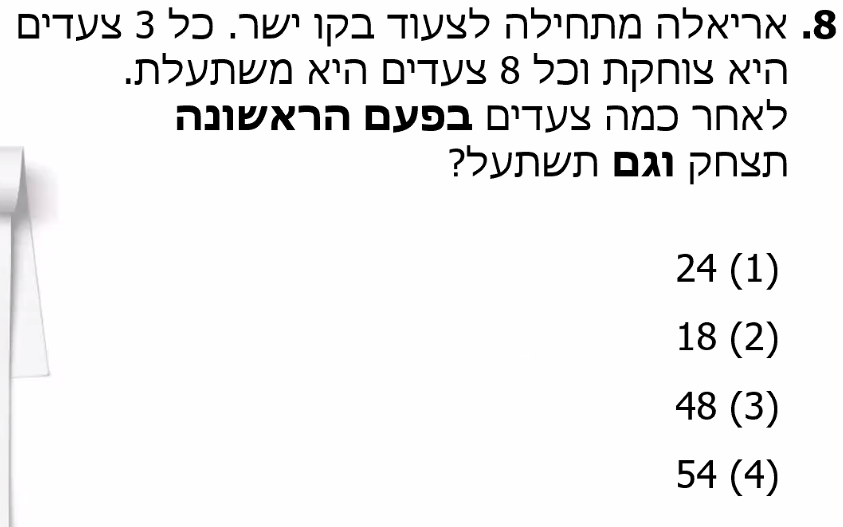 8. אריאלה מתחילה לצעוד בקו ישר. כל 3 צעדים
היא צוחקת וכל 8 צעדים היא משתעלת.
לאחר כמה צעדים בפעם הראשונה
תצחק וגם תשתעל?
(1) 24
(2) 18
(3) 48
(4) 54